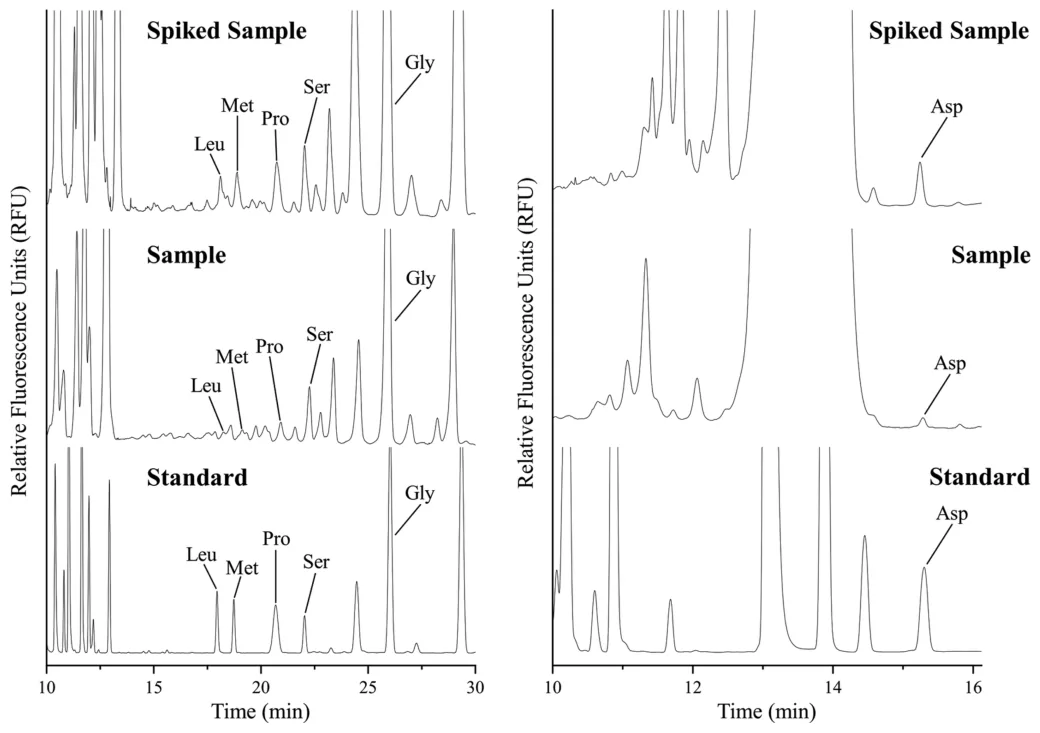 Spiked Sample
Gly
Ser
Met
Pro
Leu
Sample
Gly
Ser
Pro
Met
Leu
Standard
Gly
Pro
Ser
Leu
Met
10 15 20 25 30
Time (min)
Relative Fluorescence Units (RFU)
Spiked Sample
Asp
Sample
Asp
Standard
Asp
10 12 14 16
Time (min)
Relative Fluorescence Units (RFU)